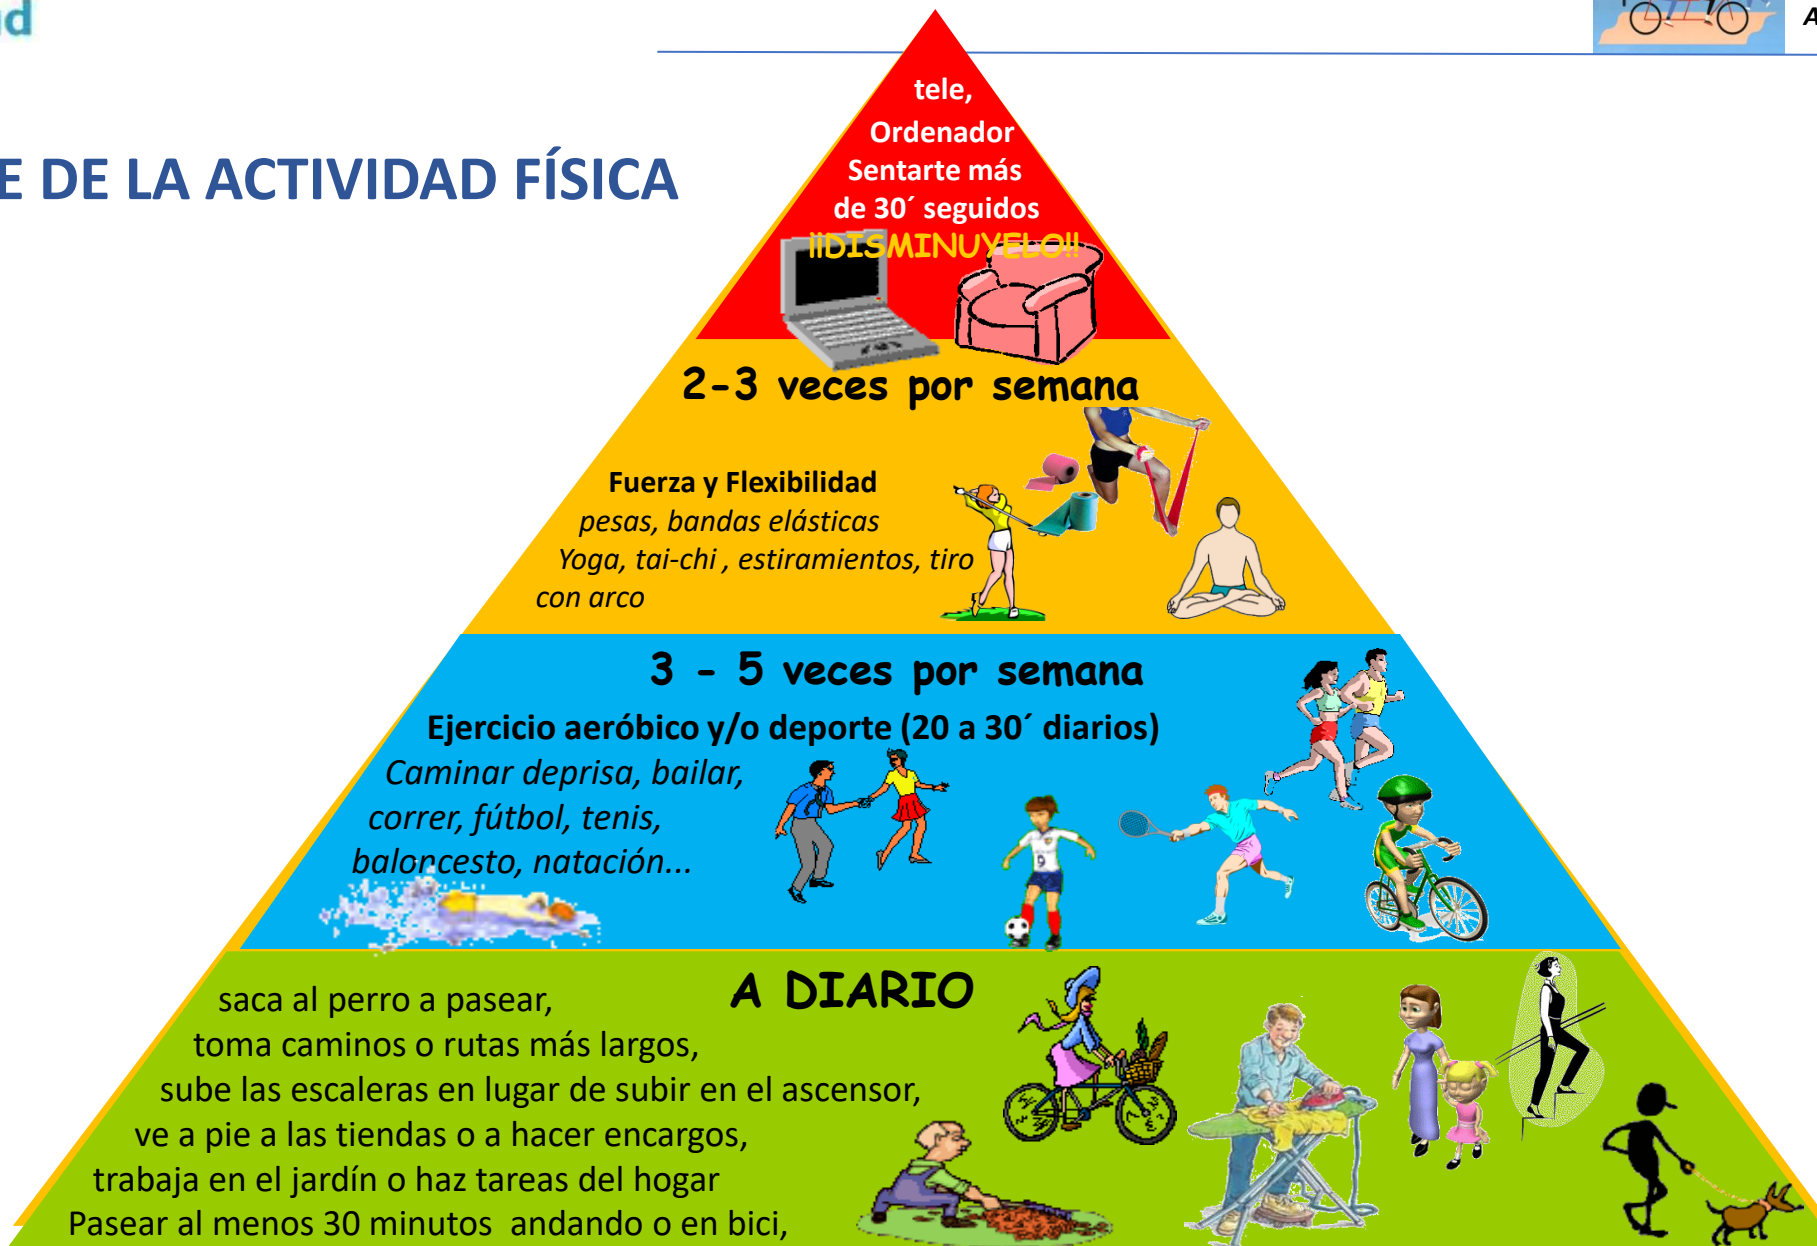 E DE LA ACTIVIDAD FÍSICA
tele,
Ordenador
Sentarte más
de 30´ seguidos
¡¡DISMINUYELO!!
2-3 veces por semana
Fuerza y Flexibilidad
pesas, bandas elásticas
Yoga, tai-chi , estiramientos, tiro
con arco
3 - 5 veces por semana
Ejercicio aeróbico y/o deporte (20 a 30´ diarios)
Caminar deprisa, bailar,
correr, fútbol, tenis,
baloncesto, natación...
9
A DIARIO
saca al perro a pasear,
toma caminos o rutas más largos,
sube las escaleras en lugar de subir en el ascensor,
ve a pie a las tiendas o a hacer encargos,
trabaja en el jardín o haz tareas del hogar
Pasear al menos 30 minutos  andando o en bici,